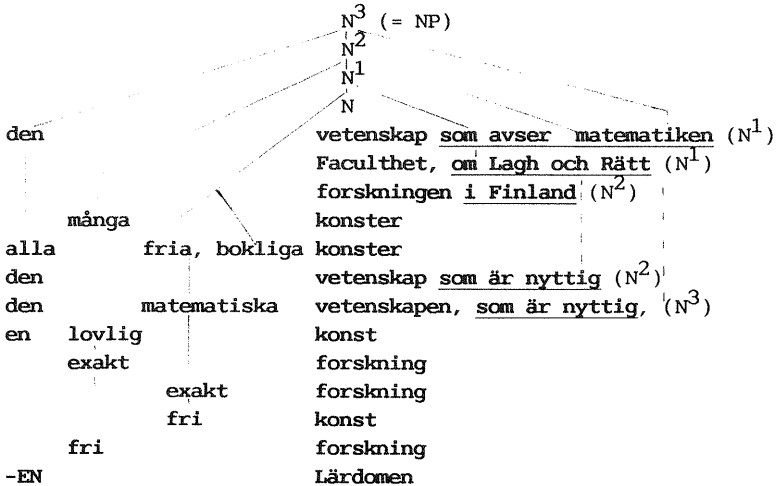 N³ (= NP)
N²
N¹
N
den vetenskap som avser matematiken (N¹)
Faculthet, om Lagh och Rätt (N¹)
forskningen i Finland (N²)
många konster
alla fria, bokliga konster
den vetenskap som är nyttig (N²)
den matematiska vetenskapen, som är nyttig, (N³)
en lovlig konst
exakt forskning
exakt forskning
fri konst
fri forskning
-EN Lärdomen